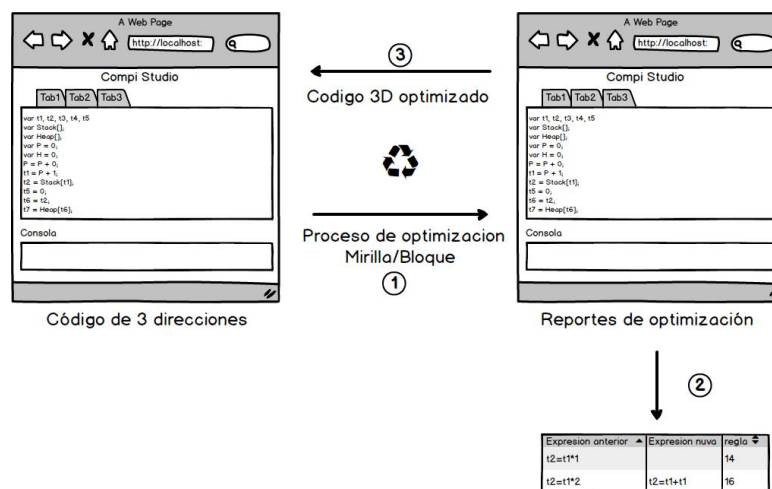 A Web Page
http://localhost:
Compi Studio
Tab1 Tab2 Tab3
var t1, t2, t3, t4, t5
var Stack[];
var Heap[];
var P = 0;
var H = 0;
P = P + 0;
t1 = P + 1;
t2 = Stack[t1];
t5 = 0;
t6 = t2;
t7 = Heap[t6];
Consola
Código de 3 direcciones
3
Codigo 3D optimizado
Proceso de optimizacion
Mirilla/Bloque
1
A Web Page
http://localhost:
Compi Studio
Tab1 Tab2 Tab3
var t1, t2, t3, t4, t5
var Stack[];
var Heap[];
var P = 0;
var H = 0;
P = P + 0;
t1 = P + 1;
t2 = Stack[t1];
t5 = 0;
t6 = t2;
t7 = Heap[t6];
Consola
Reportes de optimización
2
Expresion anterior Expresion nuva regla
t2=t1*1 14
t2=t1*2 t2=t1+t1 16